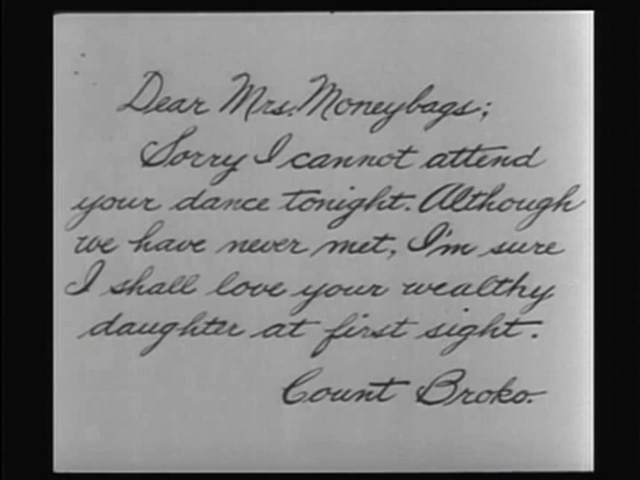 Dear Mrs. Moneybags;
Sorry I cannot attend
your dance tonight. Although
we have never met, I'm sure
I shall love your wealthy
daughter at first sight.
Count Broko.